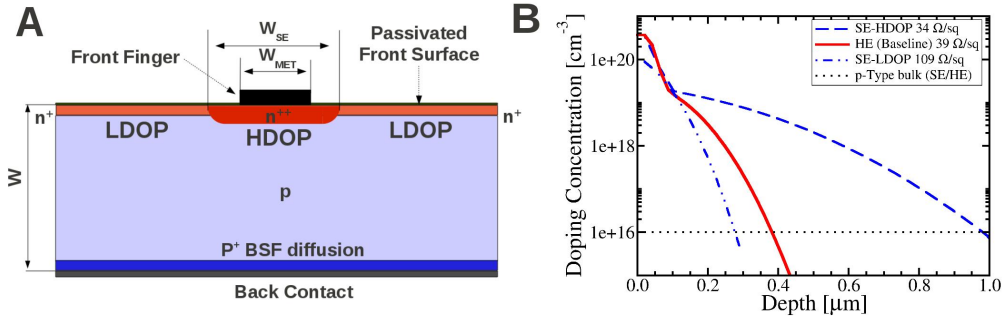 A
W_SE
W_MET
Front Finger
Passivated
Front Surface
n+
n++
n+
LDOP
HDOP
LDOP
W
p
P+ BSF diffusion
Back Contact
B
SE-HDOP 34 Ω/sq
HE (Baseline) 39 Ω/sq
SE-LDOP 109 Ω/sq
p-Type bulk (SE/HE)
Doping Concentration [cm-3]
1e+20
1e+18
1e+16
0.0 0.2 0.4 0.6 0.8 1.0
Depth [μm]